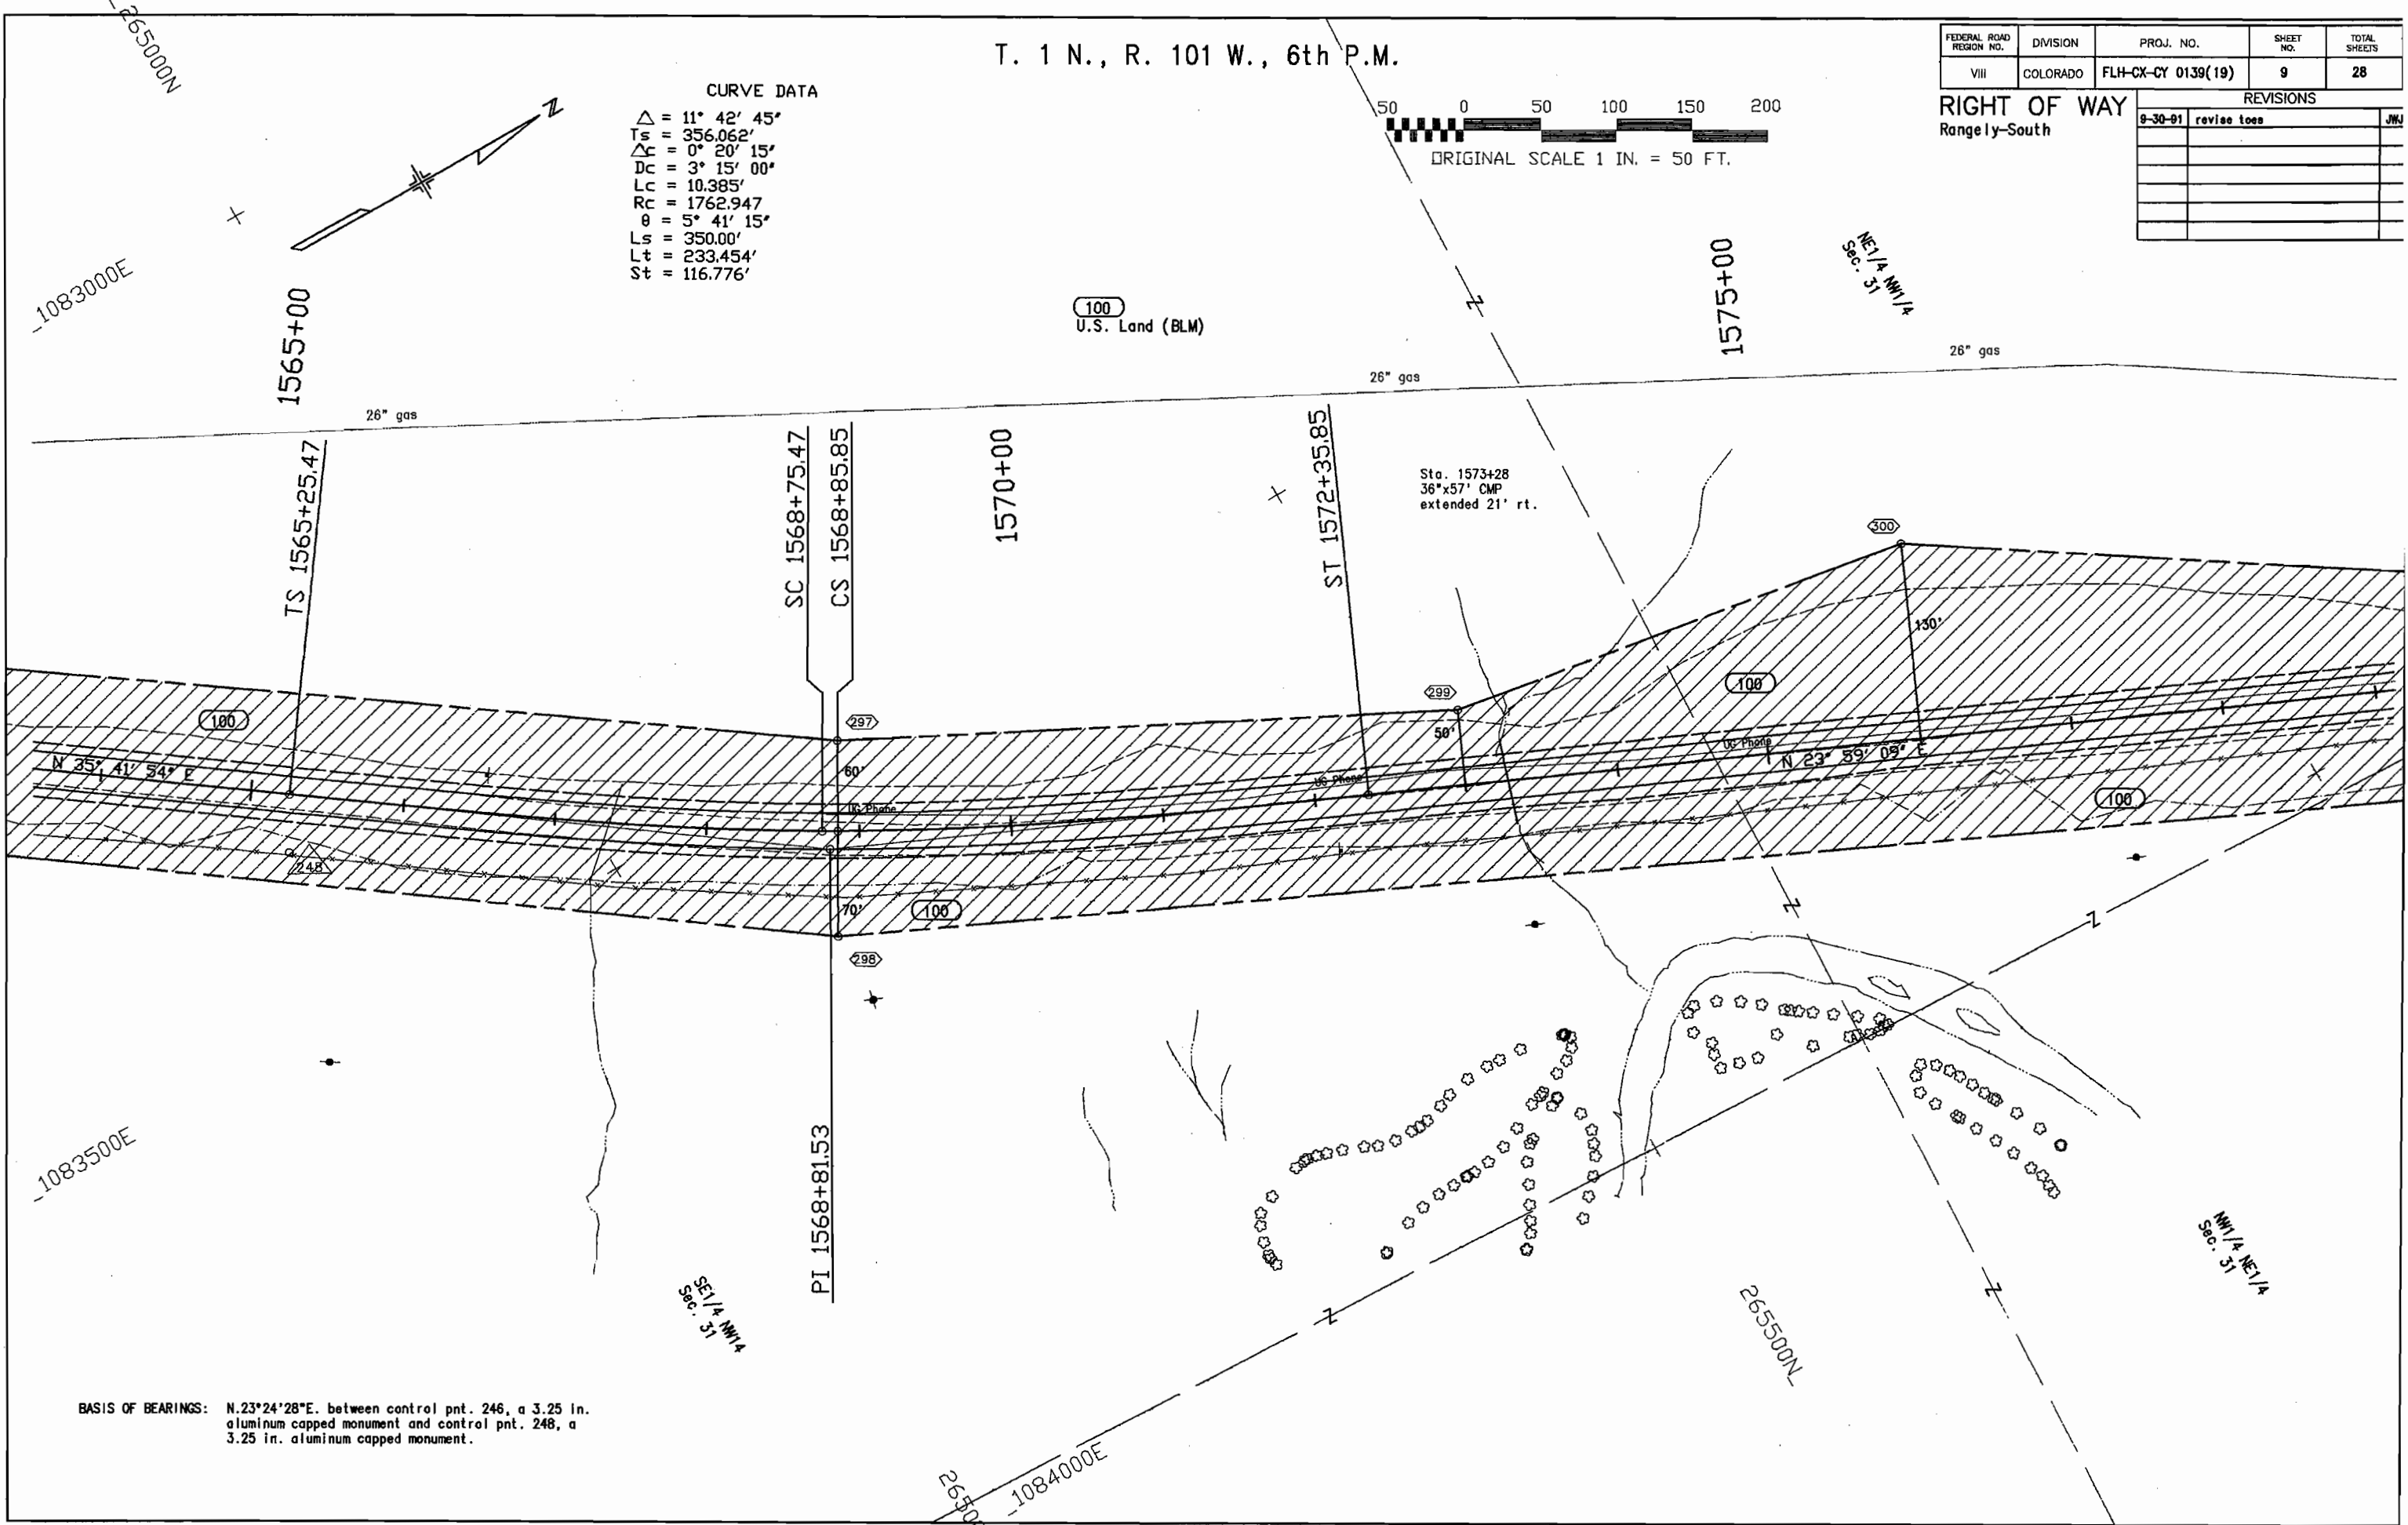 265000N
T. 1 N., R. 101 W., 6th P.M.
FEDERAL ROAD REGION NO.
DIVISION
PROJ. NO.
SHEET NO.
TOTAL SHEETS
VIII
COLORADO
FLH-CX-CY 0139(19)
9
28
RIGHT OF WAY
Rangely-South
REVISIONS
9-30-91 revise toes JWJ
CURVE DATA
Δ = 11° 42' 45"
Ts = 356.062'
Δc = 0° 20' 15"
Dc = 3° 15' 00"
Lc = 10.385'
Rc = 1762.947
θ = 5° 41' 15"
Ls = 350.00'
Lt = 233.454'
St = 116.776'
50 0 50 100 150 200
ORIGINAL SCALE 1 IN. = 50 FT.
Z
1083000E
1565+00
100
U.S. Land (BLM)
1575+00
NE1/4 NW1/4
Sec. 31
26" gas
26" gas
26" gas
TS 1565+25.47
SC 1568+75.47
CS 1568+85.85
1570+00
ST 1572+35.85
Sta. 1573+28
36"x57' CMP
extended 21' rt.
300
130'
100
299
50'
100
297
60'
N 35° 41' 54" E
UG Phone
UG Phone
UG Phone
N 23° 59' 09" E
100
248
70'
100
298
1083500E
PI 1568+81.53
SE1/4 NW14
Sec. 31
NW1/4 NE1/4
Sec. 31
265500N
BASIS OF BEARINGS: N.23°24'28"E. between control pnt. 246, a 3.25 in.
aluminum capped monument and control pnt. 248, a
3.25 in. aluminum capped monument.
1084000E
2650